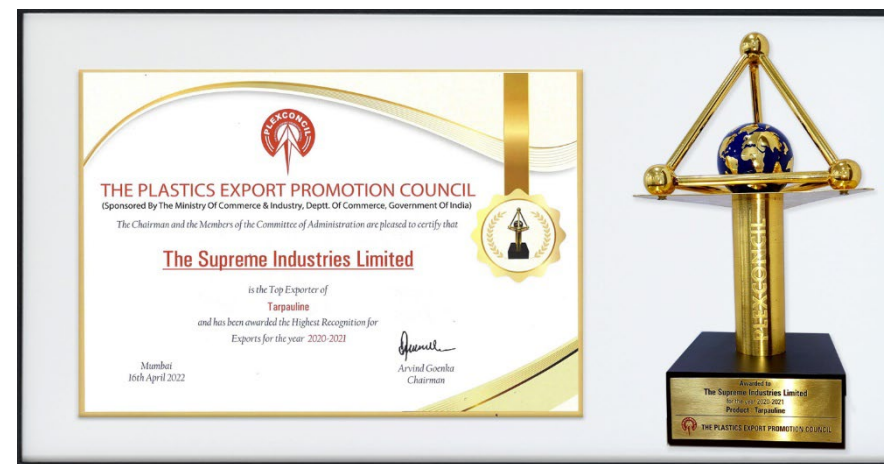 PLEXCONCIL
THE PLASTICS EXPORT PROMOTION COUNCIL
(Sponsored By The Ministry Of Commerce & Industry, Deptt. Of Commerce, Government Of India)
The Chairman and the Members of the Committee of Administration are pleased to certify that
The Supreme Industries Limited
is the Top Exporter of
Tarpauline
and has been awarded the Highest Recognition for
Exports for the year 2020-2021
Mumbai
16th April 2022
Arvind Goenka
Chairman
PLEXCONCIL
Awarded to
The Supreme Industries Limited
for the year 2020-2021
Product : Tarpauline
THE PLASTICS EXPORT PROMOTION COUNCIL